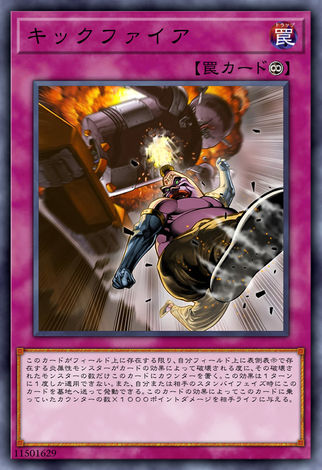 キックファイア
トラップ
罠
【罠カード】
このカードがフィールド上に存在する限り、自分フィールド上に表側表示で存
在する炎属性モンスターがカードの効果によって破壊される度に、その破壊さ
れたモンスターの数だけこのカードにカウンターを置く。この効果は1ターン
に1度しか適用できない。また、自分または相手のスタンバイフェイズ時にこの
カードを墓地へ送って発動できる。このカードの効果によってこのカードに乗
っていたカウンターの数×1000ポイントダメージを相手ライフに与える。
11501629